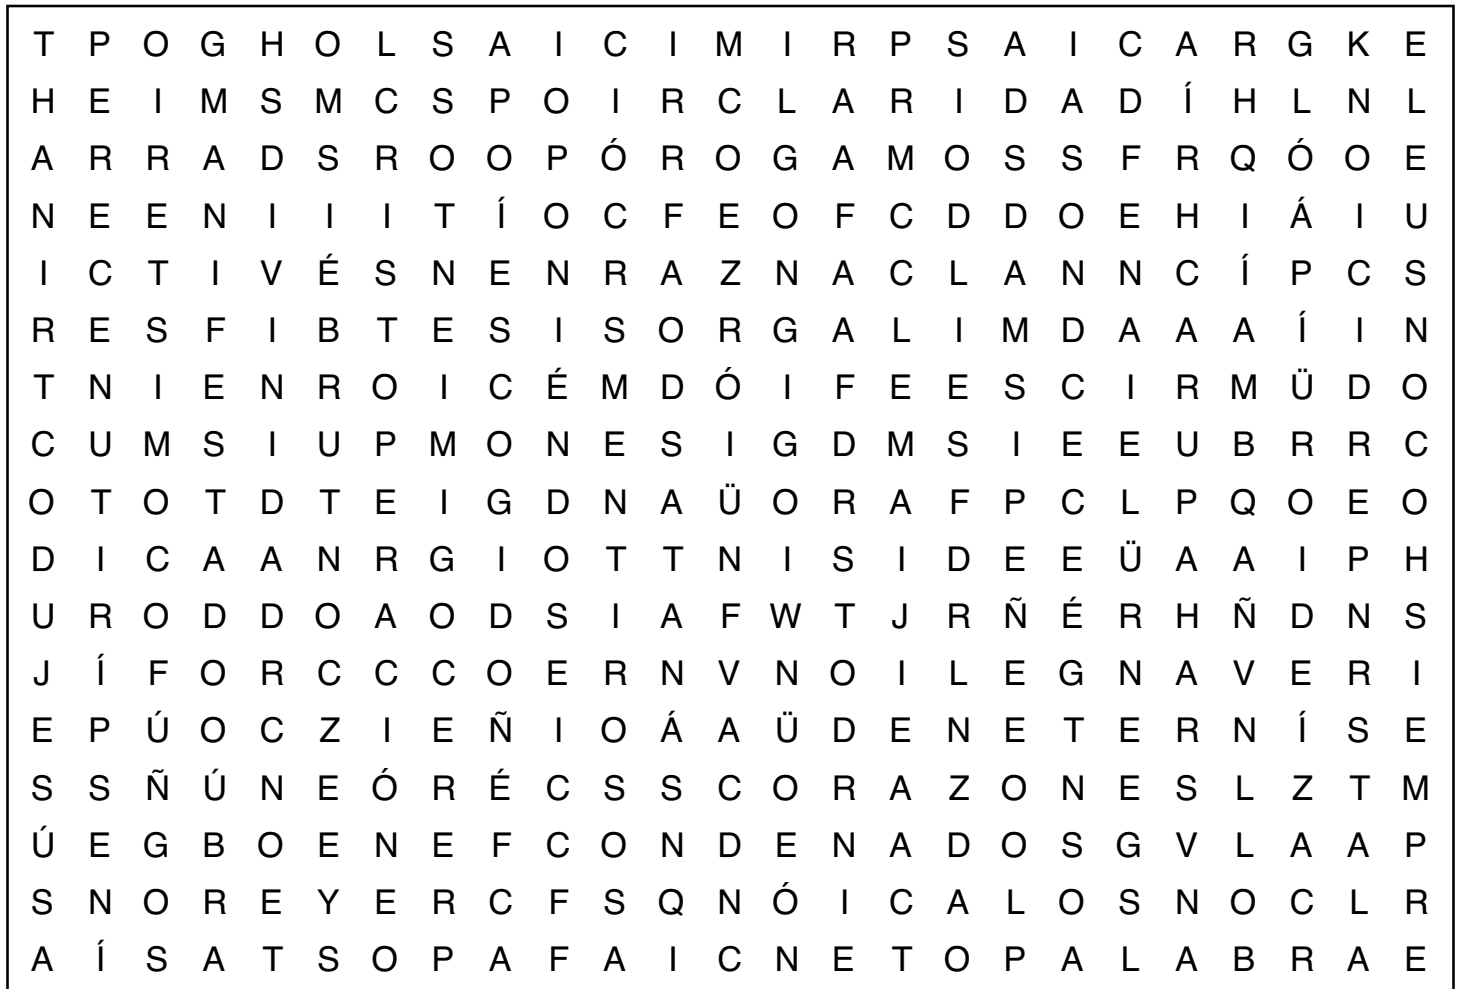 T P O G H O L S A I C I M I R P S A I C A R G K E
H E I M S M C S P O I R C L A R I D A D Í H L N L
A R R A D S R O O P Ó R O G A M O S S F R Q Ó O E
N E E N I I I T Í O C F E O F C D D O E H I Á I U
I C T I V É S N E N R A Z N A C L A N N C Í P C S
R E S F I B T E S I S O R G A L I M D A A A Í I N
T N I E N R O I C É M D Ó I F E E S C I R M Ü D O
C U M S I U P M O N E S I G D M S I E E U B R R C
O T O T D T E I G D N A Ü O R A F P C L P Q O E O
D I C A A N R G I O T T N I S I D E E Ü A A I P H
U R O D D O A O D S I A F W T J R Ñ É R H Ñ D N S
J Í F O R C C C O E R N V N O I L E G N A V E R I
E P Ú O C Z I E Ñ I O Á A Ü D E N E T E R N Í S E
S S Ñ Ú N E Ó R É C S S C O R A Z O N E S L Z T M
Ú E G B O E N E F C O N D E N A D O S G V L A A P
S N O R E Y E R C F S Q N Ó I C A L O S N O C L R
A Í S A T S O P A F A I C N E T O P A L A B R A E